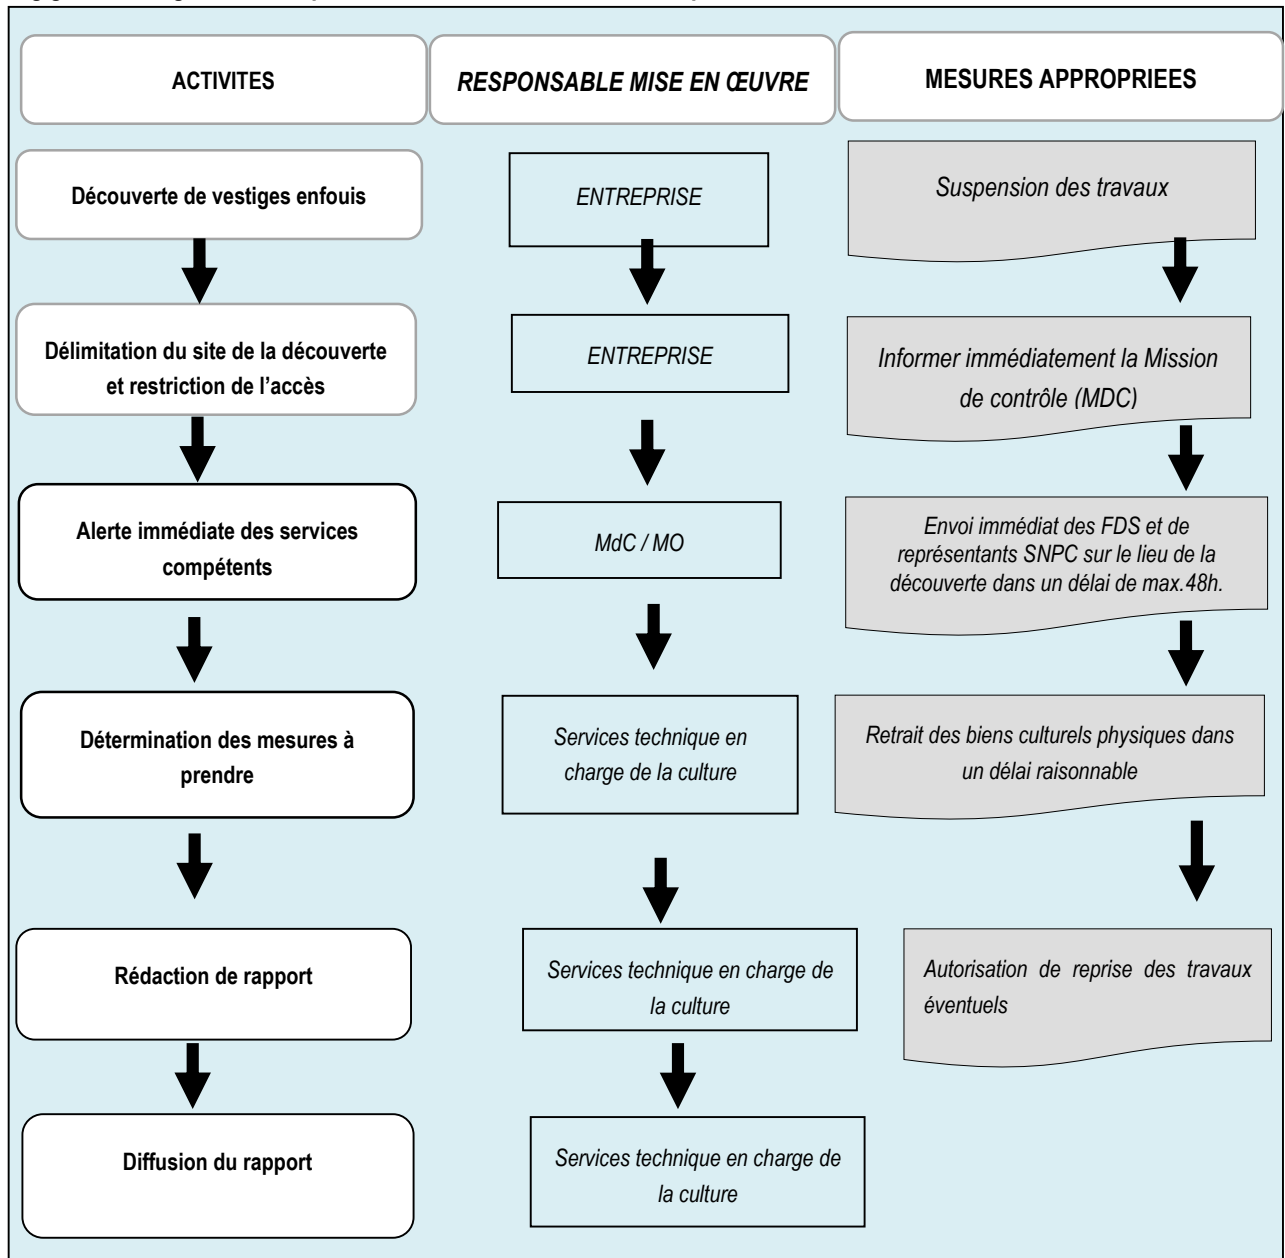 ACTIVITES
RESPONSABLE MISE EN ŒUVRE
MESURES APPROPRIEES
Découverte de vestiges enfouis
ENTREPRISE
Suspension des travaux
Délimitation du site de la découverte
et restriction de l’accès
ENTREPRISE
Informer immédiatement la Mission
de contrôle (MDC)
Alerte immédiate des services
compétents
MdC / MO
Envoi immédiat des FDS et de
représentants SNPC sur le lieu de la
découverte dans un délai de max.48h.
Détermination des mesures à
prendre
Services technique en
charge de la culture
Retrait des biens culturels physiques dans
un délai raisonnable
Rédaction de rapport
Services technique en charge de
la culture
Autorisation de reprise des travaux
éventuels
Diffusion du rapport
Services technique en charge de
la culture